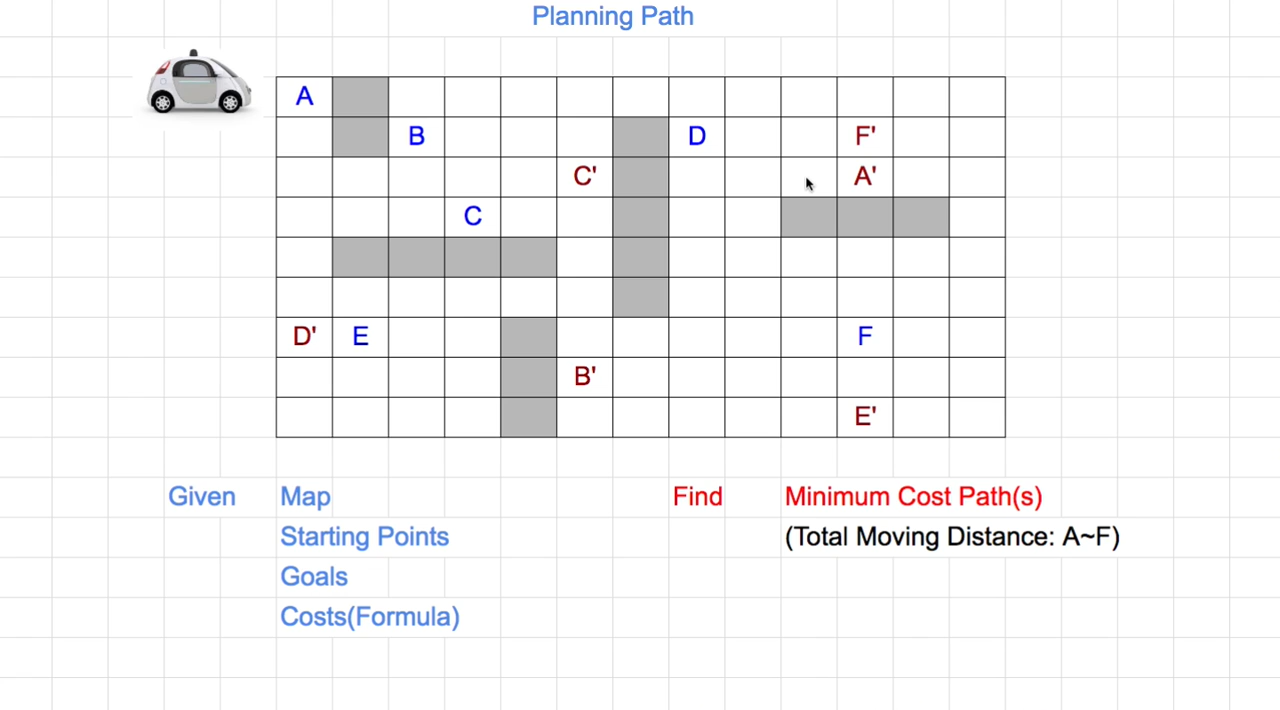 Planning Path
A
B D F'
C' A'
C
D' E F
B'
E'
Given Map Find Minimum Cost Path(s)
Starting Points (Total Moving Distance: A~F)
Goals
Costs(Formula)